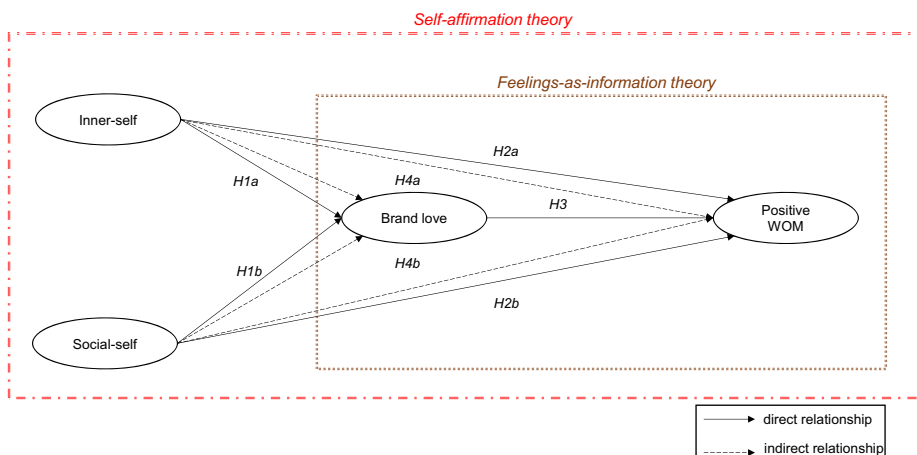 Self-affirmation theory
Feelings-as-information theory
Inner-self
H2a
H1a
H4a
H3
Brand love
Positive
WOM
H1b
H4b
H2b
Social-self
direct relationship
indirect relationship